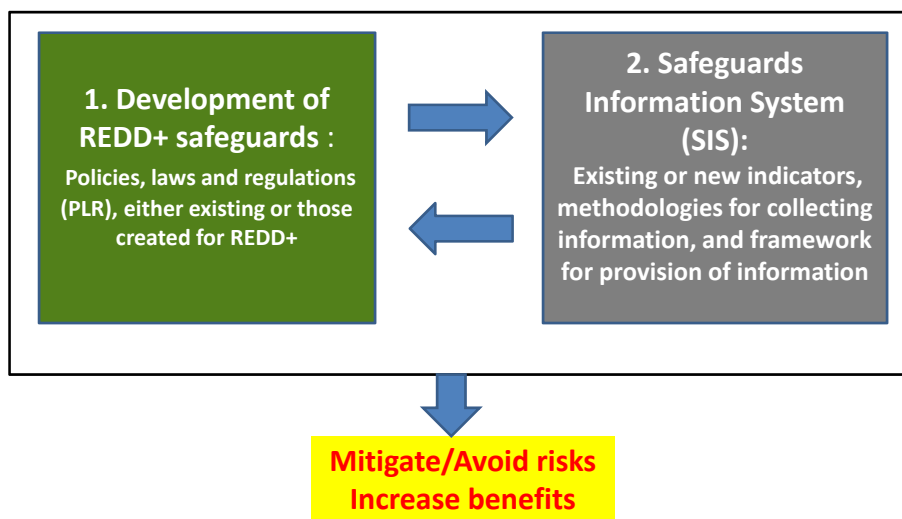 1. Development of
REDD+ safeguards :
Policies, laws and regulations
(PLR), either existing or those
created for REDD+
2. Safeguards
Information System
(SIS):
Existing or new indicators,
methodologies for collecting
information, and framework
for provision of information
Mitigate/Avoid risks
Increase benefits